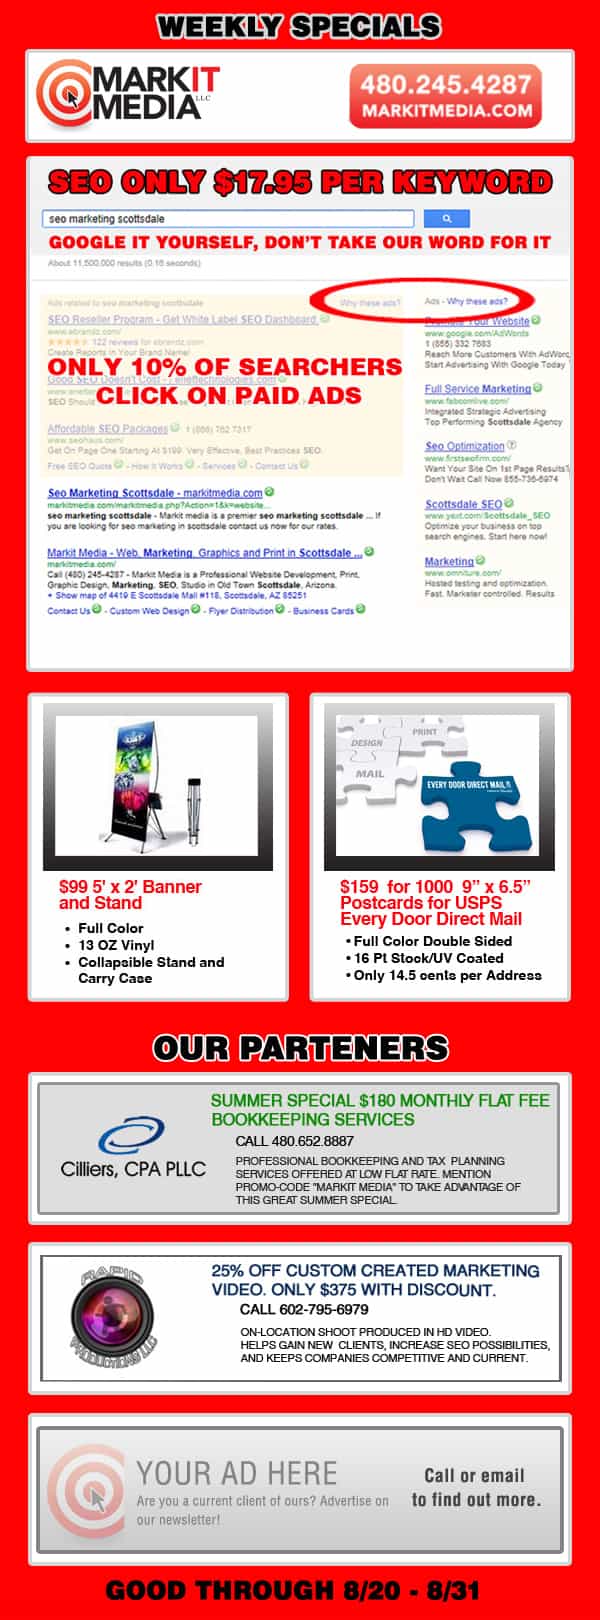 WEEKLY SPECIALS
MARKIT
MEDIA LLC
480.245.4287
MARKITMEDIA.COM
SEO ONLY $17.95 PER KEYWORD
seo marketing scottsdale
GOOGLE IT YOURSELF, DON'T TAKE OUR WORD FOR IT
About 11,500,000 results (0.16 seconds)
Ads related to seo marketing scottsdale
Why these ads?
SEO Reseller Program - Get White Label SEO Dashboard.
www.ebrandz.com/
122 reviews for ebrandz.com
Create Reports In Your Brand Name!
ONLY 10% OF SEARCHERS
CLICK ON PAID ADS
Good SEO Doesn't Cost -
SEO
Affordable SEO Packages 1 (866) 762 7317
www.seohaus.com/
Get On Page One Starting At $199. Very Effective, Best Practices SEO.
Free SEO Quote - How It Works - Services - Contact Us
Seo Marketing Scottsdale - markitmedia.com
markitmedia.com/markitmedia.php?Action=1&k=website...
seo marketing scottsdale - Markit media is a premier seo marketing scottsdale ... If
you are looking for seo marketing in scottsdale contact us now for our rates.
Markit Media - Web, Marketing, Graphics and Print in Scottsdale ...
markitmedia.com/
Call (480) 245-4287 - Markit Media is a Professional Website Development, Print,
Graphic Design, Marketing, SEO, Studio in Old Town Scottsdale, Arizona.
+ Show map of 4419 E Scottsdale Mall #118, Scottsdale, AZ 85251
Contact Us - Custom Web Design - Flyer Distribution - Business Cards
Ads - Why these ads?
Promote Your Website
www.google.com/AdWords
1 (855) 332 7683
Reach More Customers With AdWorc
Start Advertising With Google Today
Full Service Marketing
www.fabcomlive.com/
Integrated Strategic Advertising
Top Performing Scottsdale Agency
Seo Optimization
www.firstseofirm.com/
Want Your Site On 1st Page Results?
Don't Wait Call Now 855-736-6974
Scottsdale SEO
www.yext.com/Scottsdale_SEO
Optimize your business on top
search engines. Start here now!
Marketing
www.omniture.com/
Hosted testing and optimization.
Fast. Marketer controlled. Results
$99 5' x 2' Banner
and Stand
• Full Color
• 13 OZ Vinyl
• Collapsible Stand and
Carry Case
DESIGN
PRINT
MAIL
EVERY DOOR DIRECT MAIL
$159 for 1000 9" x 6.5"
Postcards for USPS
Every Door Direct Mail
• Full Color Double Sided
• 16 Pt Stock/UV Coated
• Only 14.5 cents per Address
OUR PARTENERS
Cilliers, CPA PLLC
SUMMER SPECIAL $180 MONTHLY FLAT FEE
BOOKKEEPING SERVICES
CALL 480.652.8887
PROFESSIONAL BOOKKEEPING AND TAX PLANNING
SERVICES OFFERED AT LOW FLAT RATE. MENTION
PROMO-CODE "MARKIT MEDIA" TO TAKE ADVANTAGE OF
THIS GREAT SUMMER SPECIAL.
RAPID
PRODUCTIONS LLC
25% OFF CUSTOM CREATED MARKETING
VIDEO. ONLY $375 WITH DISCOUNT.
CALL 602-795-6979
ON-LOCATION SHOOT PRODUCED IN HD VIDEO.
HELPS GAIN NEW CLIENTS, INCREASE SEO POSSIBILITIES,
AND KEEPS COMPANIES COMPETITIVE AND CURRENT.
YOUR AD HERE
Are you a current client of ours? Advertise on
our newsletter!
Call or email
to find out more.
GOOD THROUGH 8/20 - 8/31